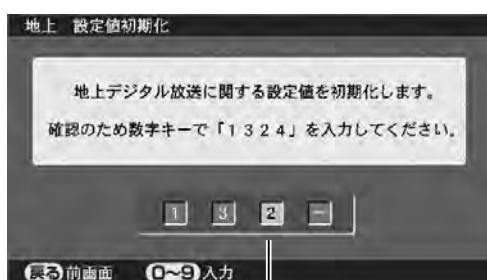 地上 設定値初期化
地上デジタル放送に関する設定値を初期化します。
確認のため数字キーで「1324」を入力してください。
1 3 2 －
戻る 前画面 0～9 入力